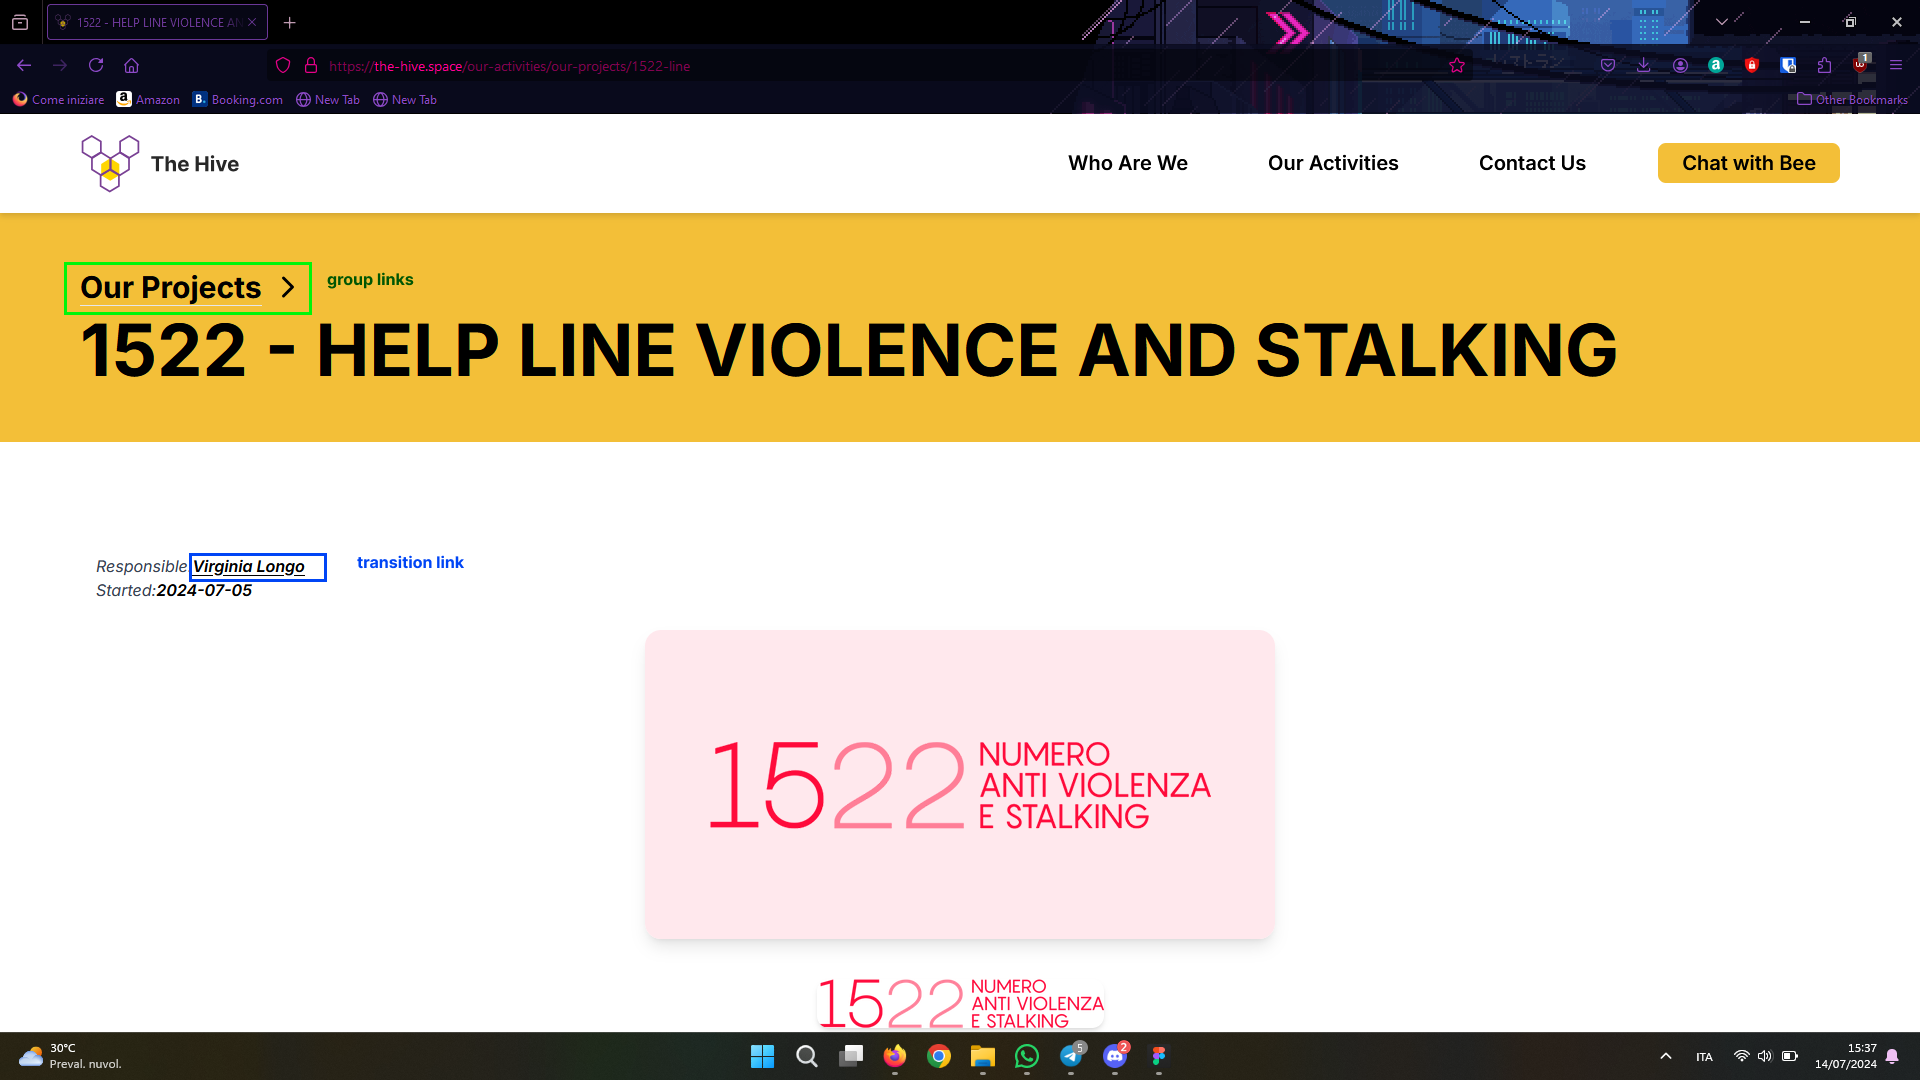 1522 - HELP LINE VIOLENCE AN
https://the-hive.space/our-activities/our-projects/1522-line
1
Come iniziare
Amazon
Booking.com
New Tab
New Tab
Other Bookmarks
The Hive
Who Are We
Our Activities
Contact Us
Chat with Bee
Our Projects
group links
1522 - HELP LINE VIOLENCE AND STALKING
Responsible Virginia Longo
transition link
Started:2024-07-05
1522 NUMERO
ANTI VIOLENZA
E STALKING
1522 NUMERO
ANTI VIOLENZA
E STALKING
30°C
Preval. nuvol.
5
2
ITA
15:37
14/07/2024